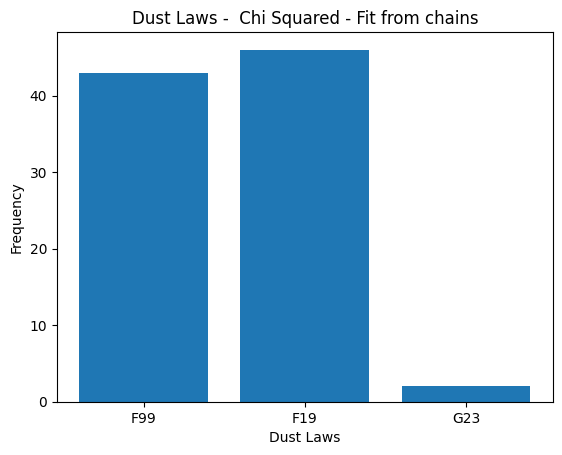 Dust Laws -  Chi Squared - Fit from chains
Frequency
40
30
20
10
0
F99 F19 G23
Dust Laws